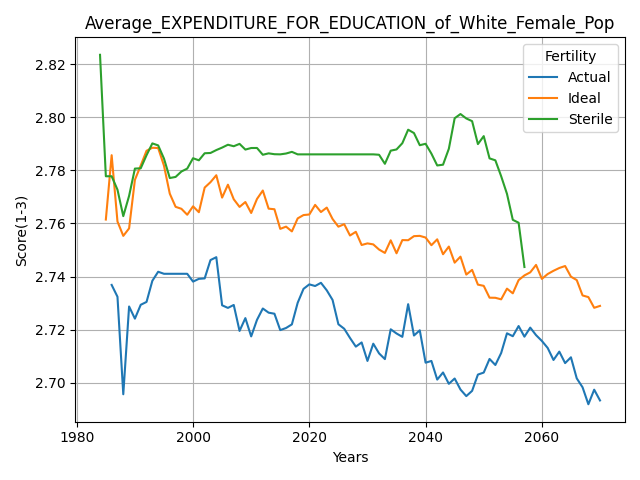 Average_EXPENDITURE_FOR_EDUCATION_of_White_Female_Pop
Fertility
Actual
Ideal
Sterile
Score(1-3)
2.82
2.80
2.78
2.76
2.74
2.72
2.70
1980
2000
2020
2040
2060
Years